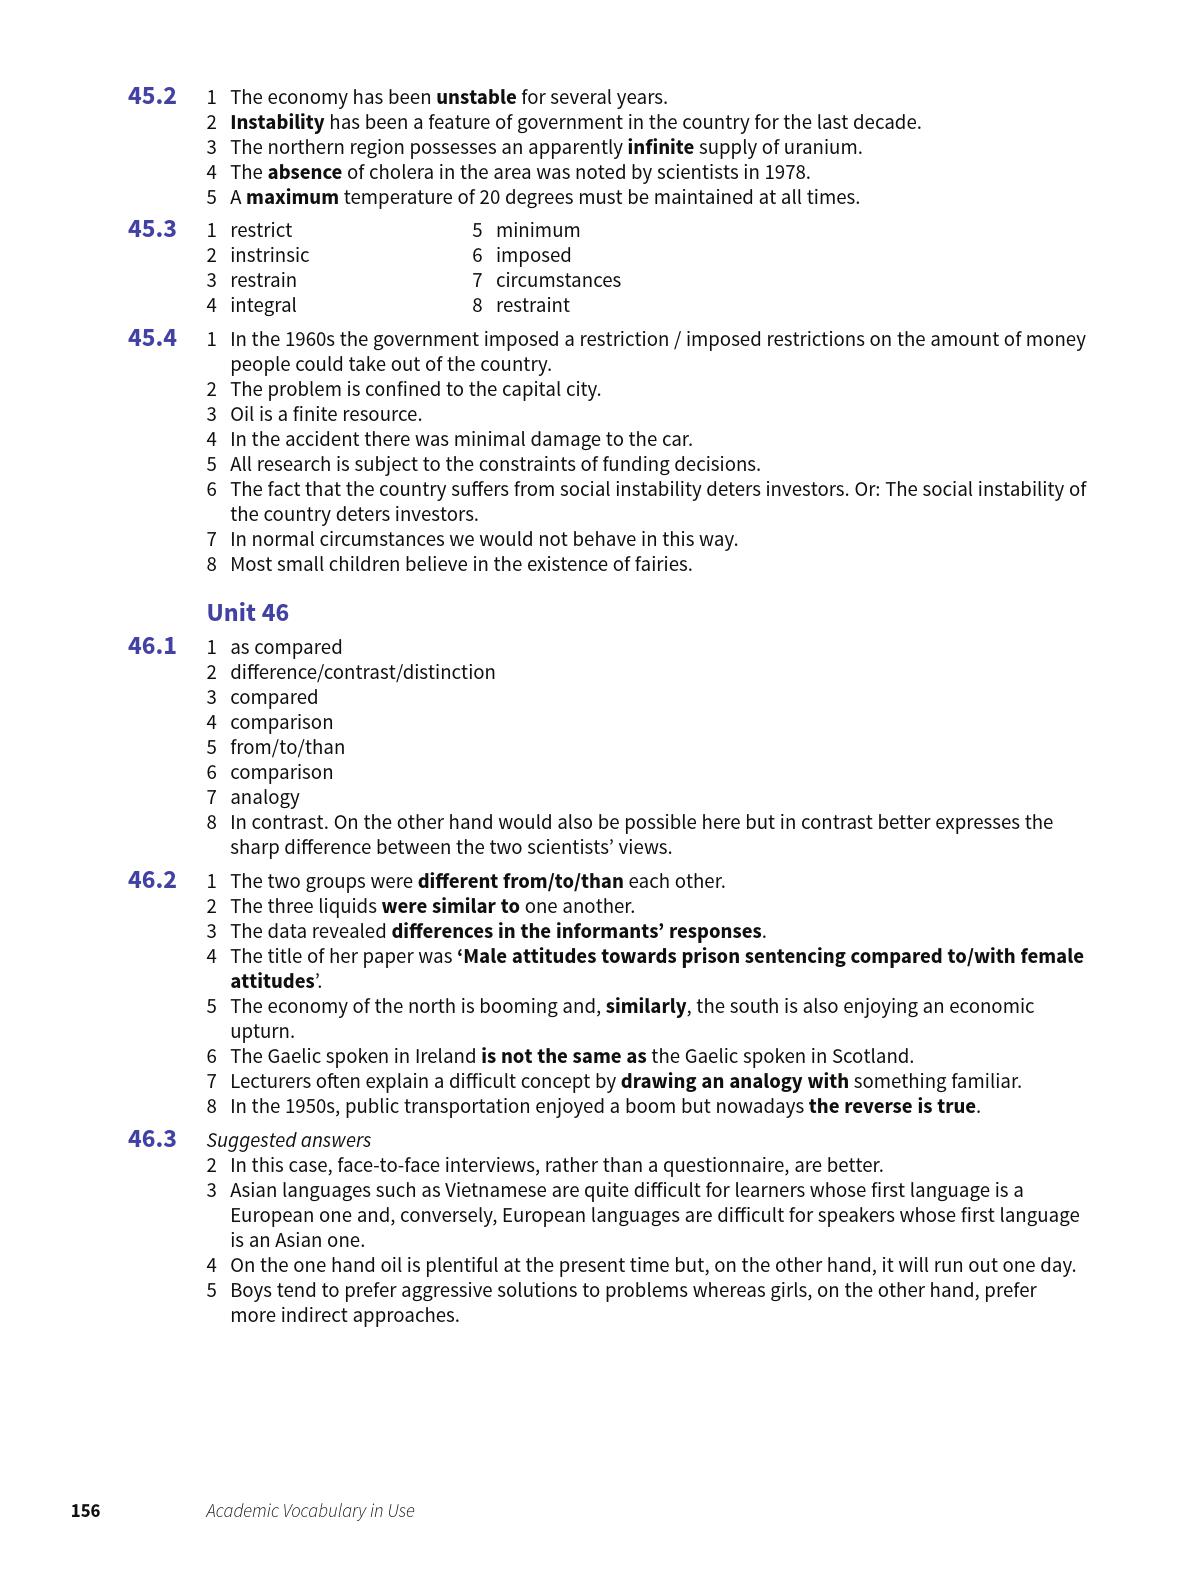 45.2 1 The economy has been unstable for several years.
2 Instability has been a feature of government in the country for the last decade.
3 The northern region possesses an apparently infinite supply of uranium.
4 The absence of cholera in the area was noted by scientists in 1978.
5 A maximum temperature of 20 degrees must be maintained at all times.
45.3 1 restrict 5 minimum
2 instrinsic 6 imposed
3 restrain 7 circumstances
4 integral 8 restraint
45.4 1 In the 1960s the government imposed a restriction / imposed restrictions on the amount of money
people could take out of the country.
2 The problem is confined to the capital city.
3 Oil is a finite resource.
4 In the accident there was minimal damage to the car.
5 All research is subject to the constraints of funding decisions.
6 The fact that the country suffers from social instability deters investors. Or: The social instability of
the country deters investors.
7 In normal circumstances we would not behave in this way.
8 Most small children believe in the existence of fairies.
Unit 46
46.1 1 as compared
2 difference/contrast/distinction
3 compared
4 comparison
5 from/to/than
6 comparison
7 analogy
8 In contrast. On the other hand would also be possible here but in contrast better expresses the
sharp difference between the two scientists’ views.
46.2 1 The two groups were different from/to/than each other.
2 The three liquids were similar to one another.
3 The data revealed differences in the informants’ responses.
4 The title of her paper was ‘Male attitudes towards prison sentencing compared to/with female
attitudes’.
5 The economy of the north is booming and, similarly, the south is also enjoying an economic
upturn.
6 The Gaelic spoken in Ireland is not the same as the Gaelic spoken in Scotland.
7 Lecturers often explain a difficult concept by drawing an analogy with something familiar.
8 In the 1950s, public transportation enjoyed a boom but nowadays the reverse is true.
46.3 Suggested answers
2 In this case, face-to-face interviews, rather than a questionnaire, are better.
3 Asian languages such as Vietnamese are quite difficult for learners whose first language is a
European one and, conversely, European languages are difficult for speakers whose first language
is an Asian one.
4 On the one hand oil is plentiful at the present time but, on the other hand, it will run out one day.
5 Boys tend to prefer aggressive solutions to problems whereas girls, on the other hand, prefer
more indirect approaches.
156 Academic Vocabulary in Use